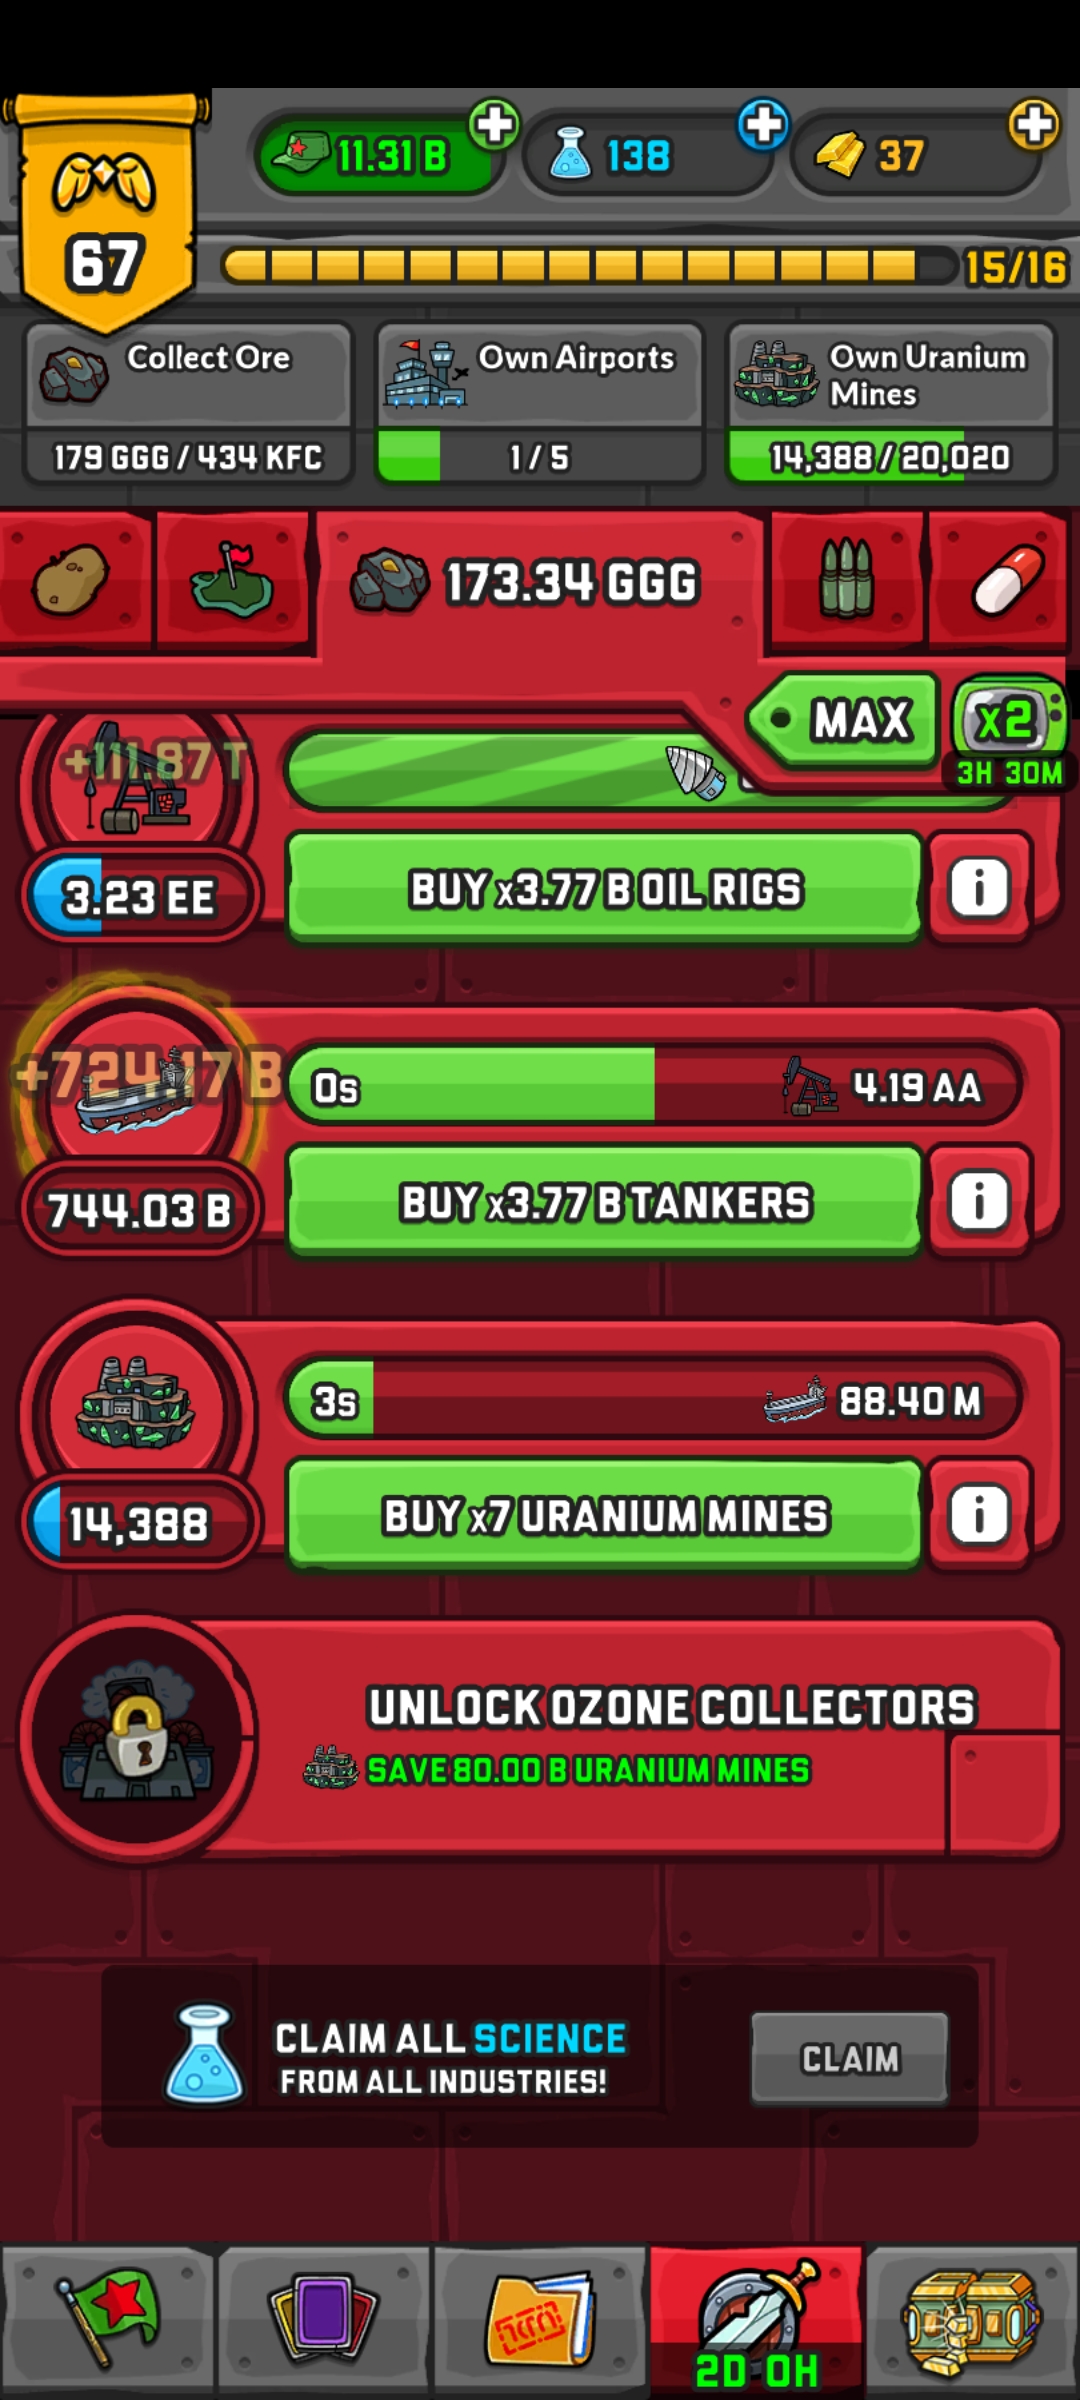 11.31 B
138
37
67
15/16
Collect Ore
179 GGG / 434 KFC
Own Airports
1 / 5
Own Uranium
Mines
14,388 / 20,020
173.34 GGG
MAX
x2
3H 30M
+111.87 T
3.23 EE
BUY x3.77 B OIL RIGS
i
+724.17 B
0s
4.19 AA
744.03 B
BUY x3.77 B TANKERS
i
3s
88.40 M
14,388
BUY x7 URANIUM MINES
i
UNLOCK OZONE COLLECTORS
SAVE 80.00 B URANIUM MINES
CLAIM ALL SCIENCE
FROM ALL INDUSTRIES!
CLAIM
2D 0H